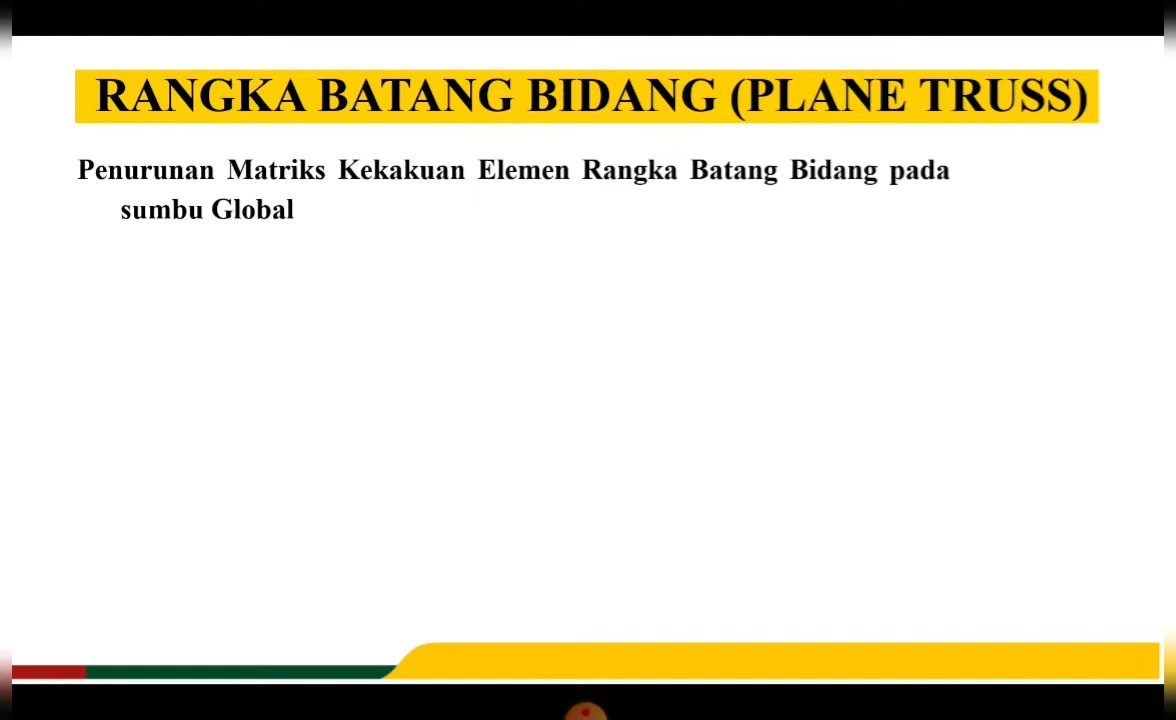 RANGKA BATANG BIDANG (PLANE TRUSS)
Penurunan Matriks Kekakuan Elemen Rangka Batang Bidang pada
sumbu Global